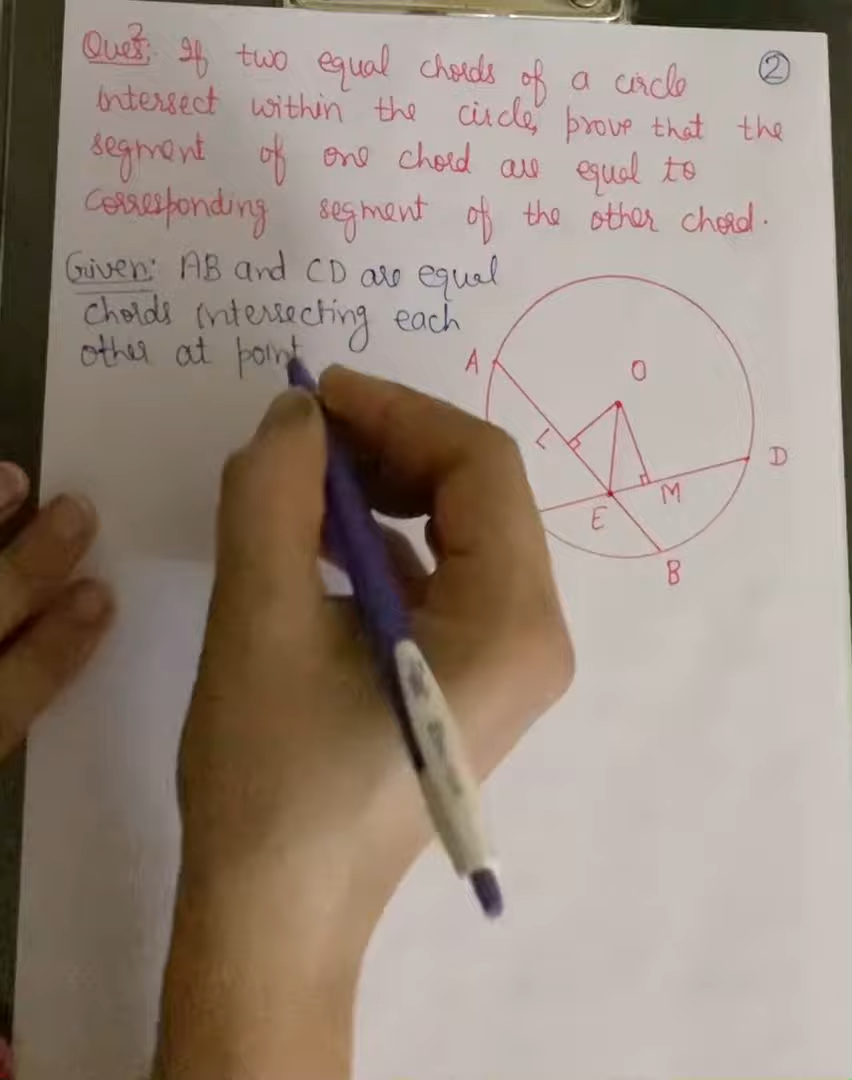 Ques2: If two equal chords of a circle
intersect within the circle, prove that the
segment of one chord are equal to
corresponding segment of the other chord.
②
Given: AB and CD are equal
chords intersecting each
other at point
A
O
L
D
M
E
B